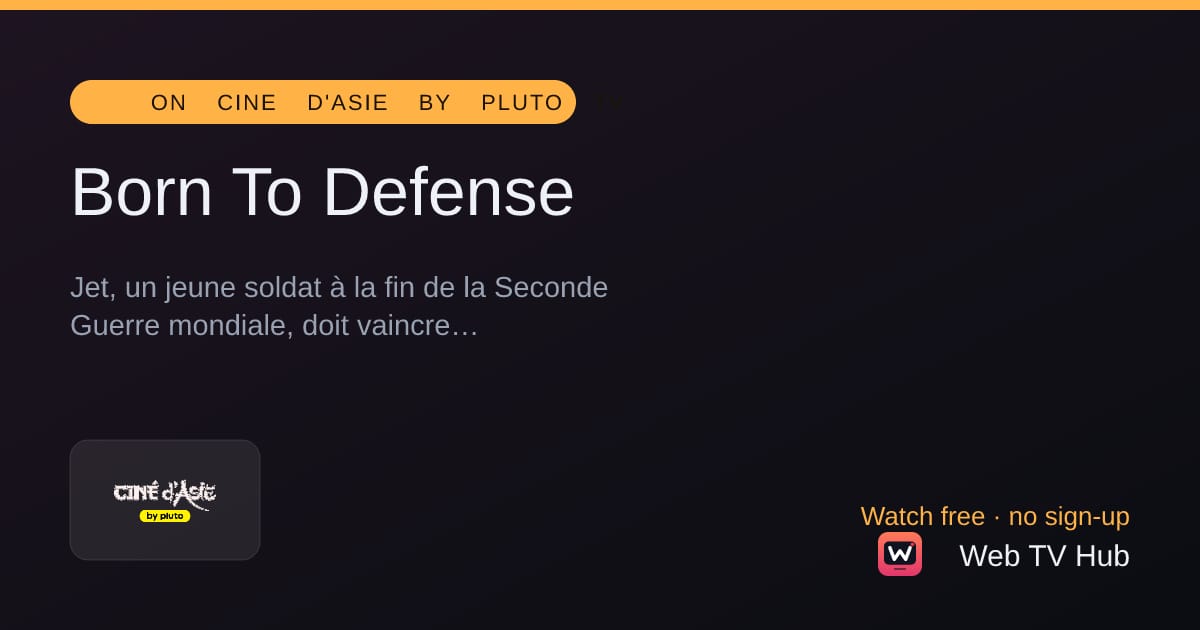 ON CINE D'ASIE BY PLUTO TV
Born To Defense
Jet, un jeune soldat à la fin de la Seconde
Guerre mondiale, doit vaincre…
CINÉ d'Asie
by pluto
Watch free · no sign-up
W
Web TV Hub